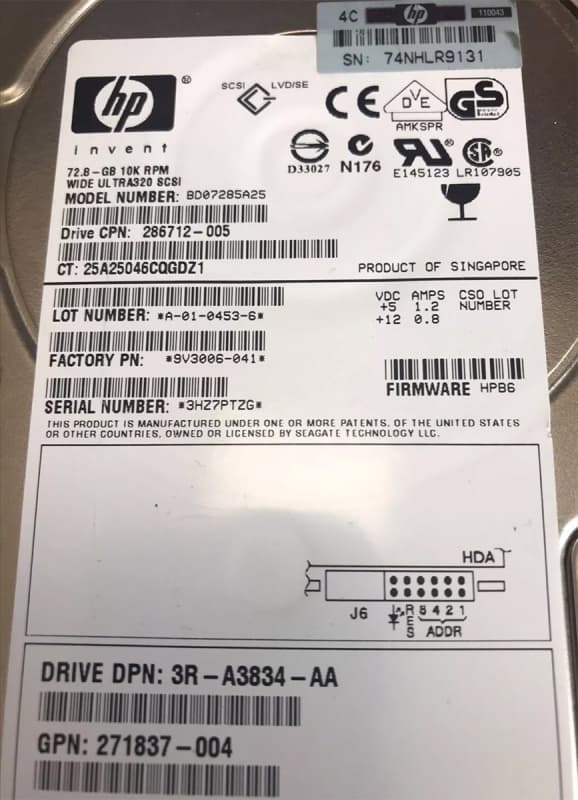 4C hp 110043
SN: 74NHLR9131
hp ®
invent
SCSI LVD/SE
CE DVE GS
AMKSPR
D33027 N176 E145123 LR107905
72.8-GB 10K RPM
WIDE ULTRA320 SCSI
MODEL NUMBER: BD07285A25
Drive CPN: 286712-005
CT: 25A25046CQGDZ1
PRODUCT OF SINGAPORE
LOT NUMBER: *A-01-0453-6*
VDC AMPS CSO LOT
+5 1.2 NUMBER
+12 0.8
FACTORY PN: *9V3006-041*
FIRMWARE HPB6
SERIAL NUMBER: *3HZ7PTZG*
THIS PRODUCT IS MANUFACTURED UNDER ONE OR MORE PATENTS. OF THE UNITED STATES
OR OTHER COUNTRIES, OWNED OR LICENSED BY SEAGATE TECHNOLOGY LLC.
HDA
J6
RES
8 4 2 1
ADDR
DRIVE DPN: 3R-A3834-AA
GPN: 271837-004